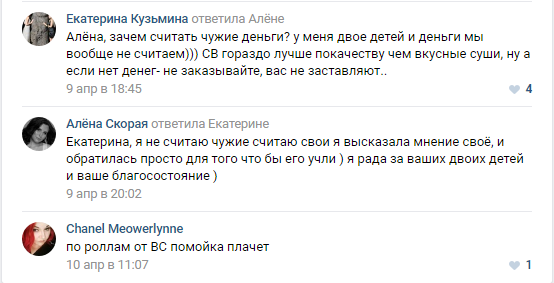 Екатерина Кузьмина ответила Алёне
Алёна, зачем считать чужие деньги? у меня двое детей и деньги мы
вообще не считаем))) СВ гораздо лучше покачеству чем вкусные суши, ну а
если нет денег- не заказывайте, вас не заставляют..
9 апр в 18:45
4
Алёна Скорая ответила Екатерине
Екатерина, я не считаю чужие считаю свои я высказала мнение своё, и
обратилась просто для того что бы его учли ) я рада за ваших двоих детей
и ваше благосостояние )
9 апр в 20:02
Chanel Meowerlynne
по роллам от ВС помойка плачет
10 апр в 11:07
1